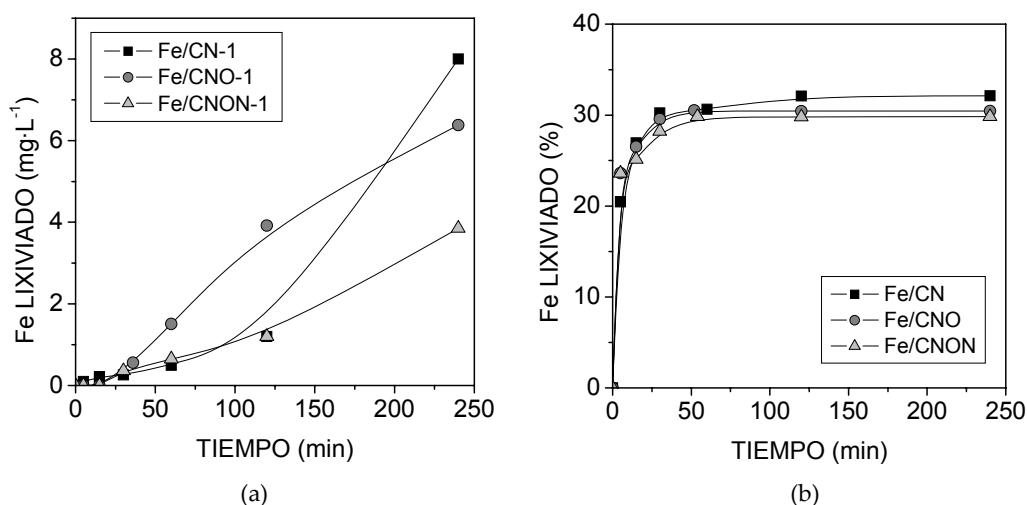 Fe LIXIVIADO (mg·L⁻¹)
8
6
4
2
0
Fe/CN-1
Fe/CNO-1
Fe/CNON-1
0 50 100 150 200 250
TIEMPO (min)
(a)
Fe LIXIVIADO (%)
40
30
20
10
0
Fe/CN
Fe/CNO
Fe/CNON
0 50 100 150 200 250
TIEMPO (min)
(b)